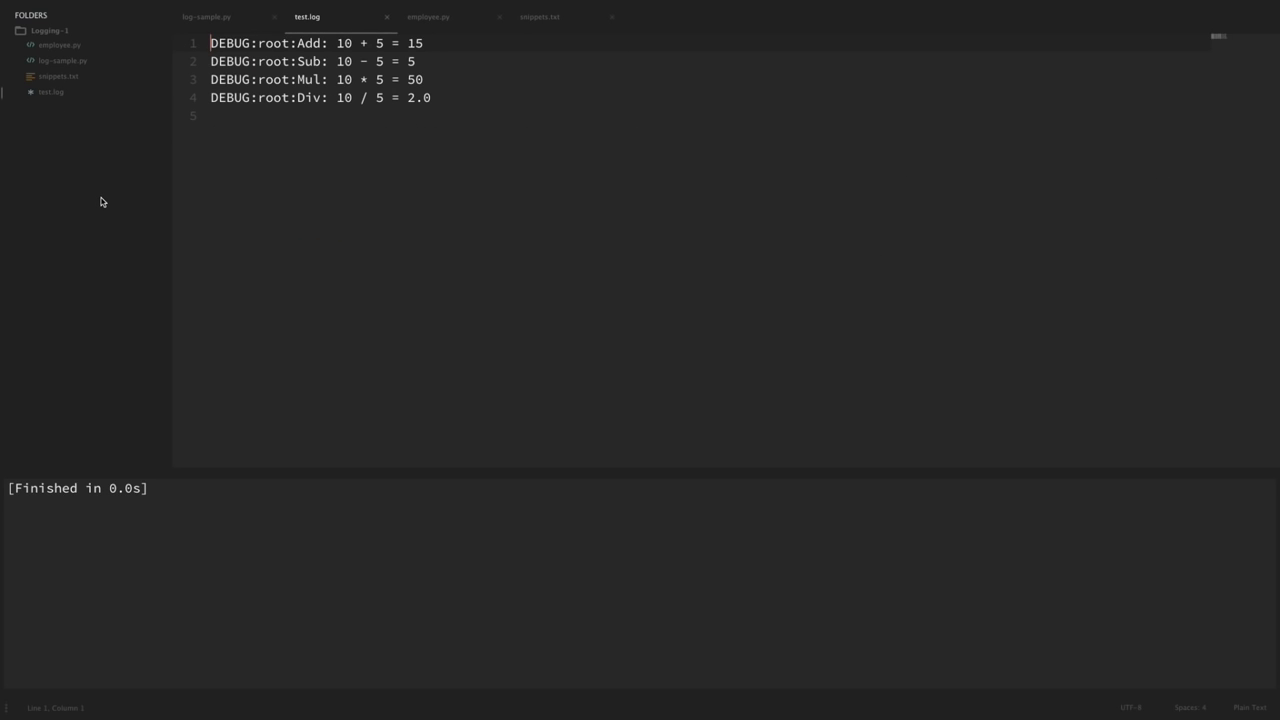 FOLDERS
Logging-1
employee.py
log-sample.py
snippets.txt
test.log
log-sample.py × test.log × employee.py × snippets.txt ×
1 DEBUG:root:Add: 10 + 5 = 15
2 DEBUG:root:Sub: 10 - 5 = 5
3 DEBUG:root:Mul: 10 * 5 = 50
4 DEBUG:root:Div: 10 / 5 = 2.0
5
[Finished in 0.0s]
Line 1, Column 1 UTF-8 Spaces: 4 Plain Text